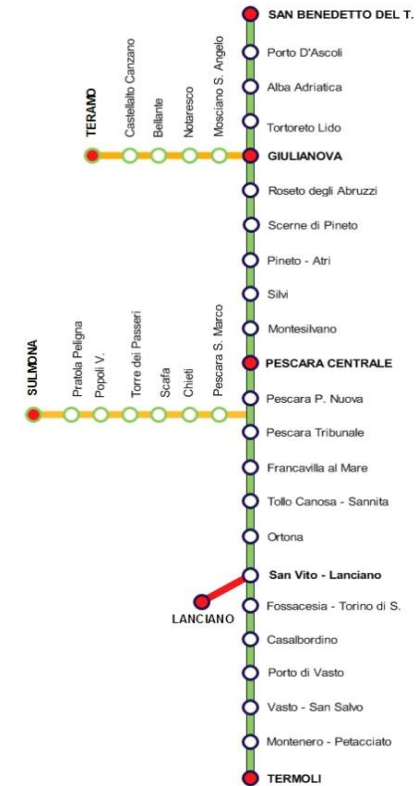 SAN BENEDETTO DEL T.
Porto D'Ascoli
Alba Adriatica
Tortoreto Lido
GIULIANOVA
TERAMO
Castellalto Canzano
Bellante
Notaresco
Mosciano S. Angelo
Roseto degli Abruzzi
Scerne di Pineto
Pineto - Atri
Silvi
Montesilvano
PESCARA CENTRALE
SULMONA
Pratola Peligna
Popoli V.
Torre dei Passeri
Scafa
Chieti
Pescara S. Marco
Pescara P. Nuova
Pescara Tribunale
Francavilla al Mare
Tollo Canosa - Sannita
Ortona
San Vito - Lanciano
LANCIANO
Fossacesia - Torino di S.
Casalbordino
Porto di Vasto
Vasto - San Salvo
Montenero - Petacciato
TERMOLI